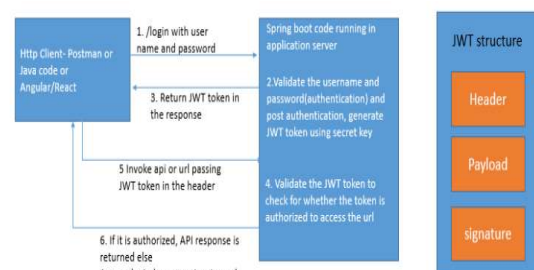 Http Client- Postman or
Java code or
Angular/React
1. /login with user
name and password
3. Return JWT token in
the response
5 Invoke api or url passing
JWT token in the header
6. If it is authorized, API response is
returned else
Spring boot code running in
application server
2.Validate the username and
password(authentication) and
post authentication, generate
JWT token using secret key
4. Validate the JWT token to
check for whether the token is
authorized to access the url
JWT structure
Header
Payload
signature